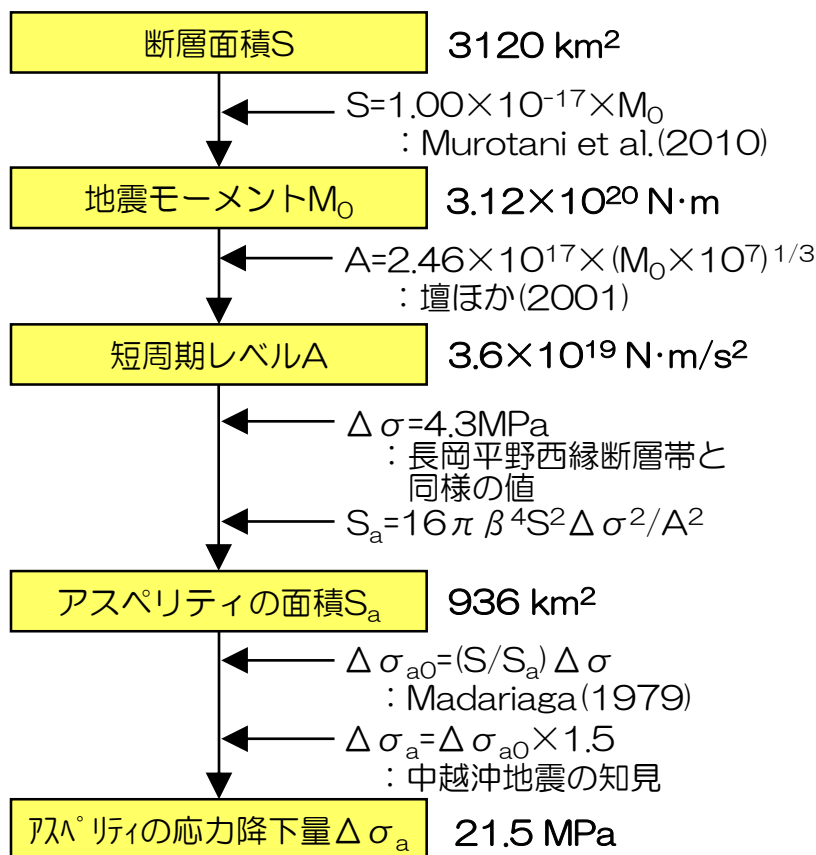 断層面積S 3120 km²
S=1.00×10⁻¹⁷×M₀
：Murotani et al.(2010)
地震モーメントM₀ 3.12×10²⁰ N·m
A=2.46×10¹⁷×(M₀×10⁷)¹/³
：壇ほか(2001)
短周期レベルA 3.6×10¹⁹ N·m/s²
Δσ=4.3MPa
：長岡平野西縁断層帯と
同様の値
Sₐ=16πβ⁴S²Δσ²/A²
アスペリティの面積Sₐ 936 km²
Δσₐ₀=(S/Sₐ)Δσ
：Madariaga(1979)
Δσₐ=Δσₐ₀×1.5
：中越沖地震の知見
ｱｽﾍﾟﾘﾃｨの応力降下量Δσₐ 21.5 MPa